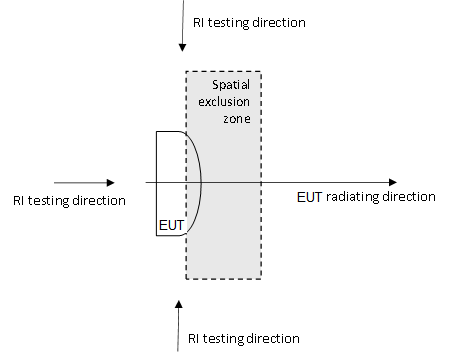 RI testing direction
Spatial
exclusion
zone
RI testing direction
EUT radiating direction
EUT
RI testing direction